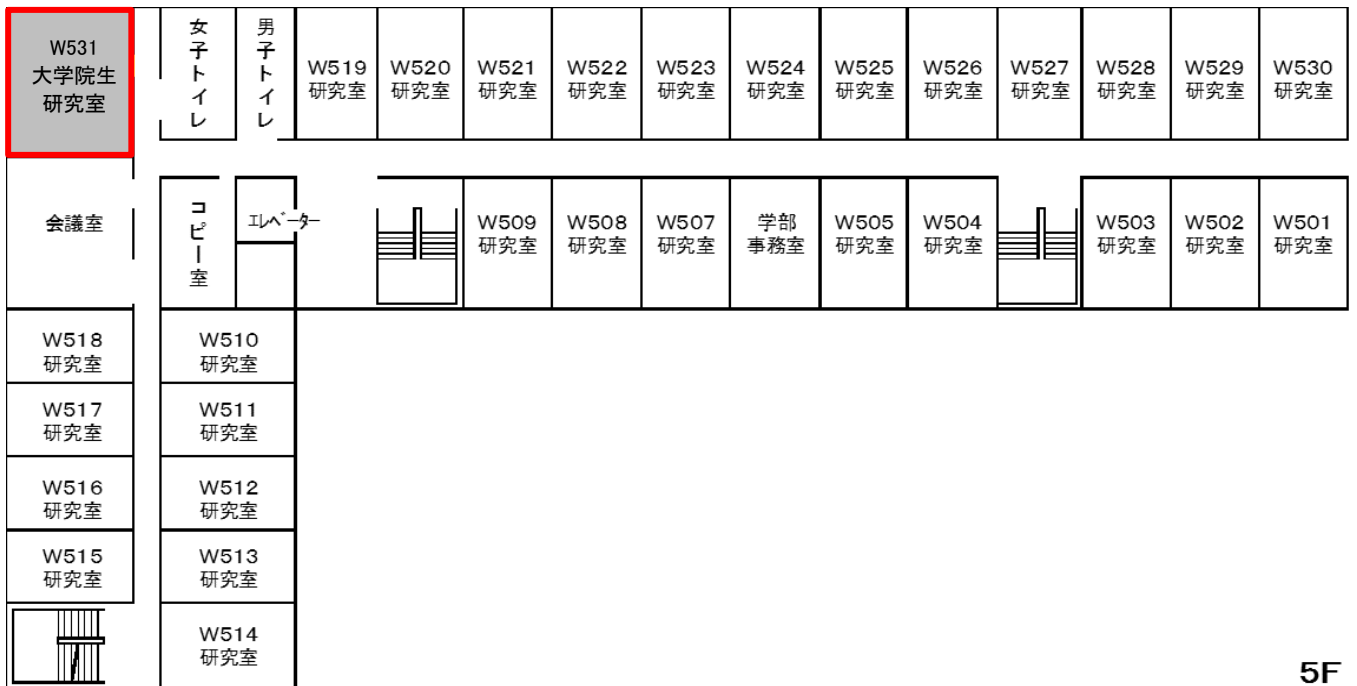 W531
大学院生
研究室
女子トイレ
男子トイレ
W519
研究室
W520
研究室
W521
研究室
W522
研究室
W523
研究室
W524
研究室
W525
研究室
W526
研究室
W527
研究室
W528
研究室
W529
研究室
W530
研究室
会議室
コピー室
エレベーター
W509
研究室
W508
研究室
W507
研究室
学部
事務室
W505
研究室
W504
研究室
W503
研究室
W502
研究室
W501
研究室
W518
研究室
W510
研究室
W517
研究室
W511
研究室
W516
研究室
W512
研究室
W515
研究室
W513
研究室
W514
研究室
5F